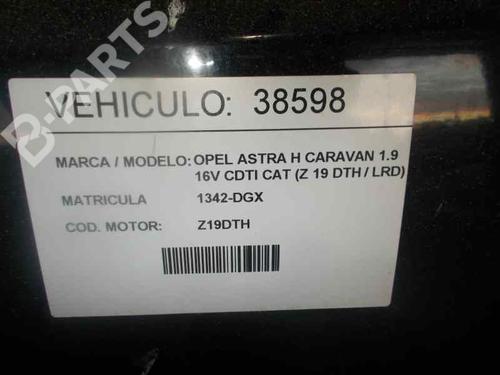 B-PARTS
VEHICULO: 38598
MARCA / MODELO: OPEL ASTRA H CARAVAN 1.9
16V CDTI CAT (Z 19 DTH / LRD)
MATRICULA 1342-DGX
COD. MOTOR: Z19DTH